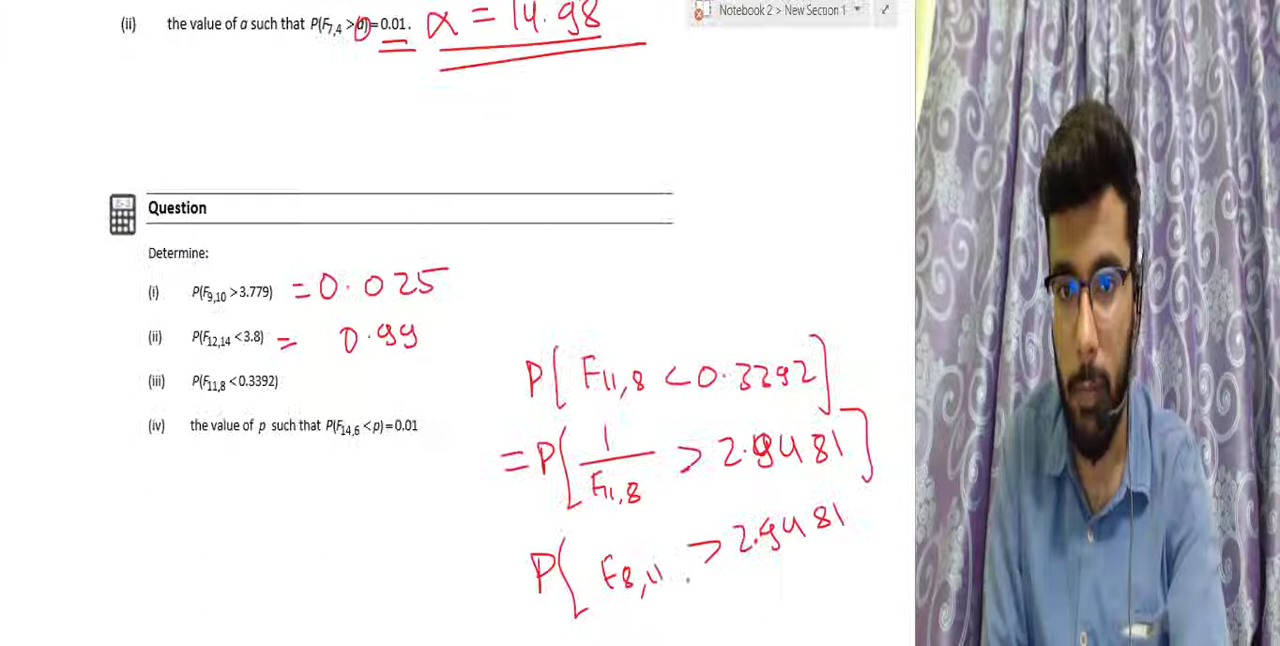 Notebook 2 > New Section 1
(ii) the value of α such that P(F7,4 > α)=0.01.
= α = 14.98
Question
Determine:
(i) P(F9,10 >3.779) = 0.025
(ii) P(F12,14 <3.8) = 0.99
(iii) P(F11,8 <0.3392)
(iv) the value of p such that P(F14,6 <p)=0.01
P[ F11,8 < 0.3392 ]
= P[ 1/F11,8 > 2.9481 ]
P[ F8,11 > 2.9481